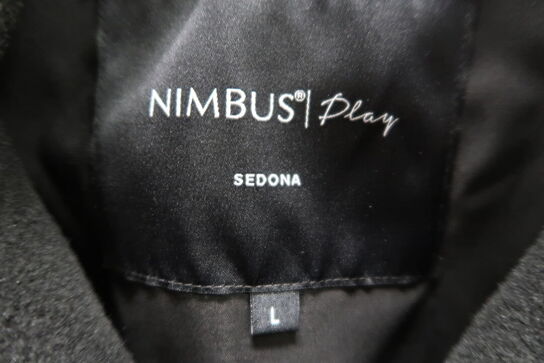 NIMBUS® | Play
SEDONA
L